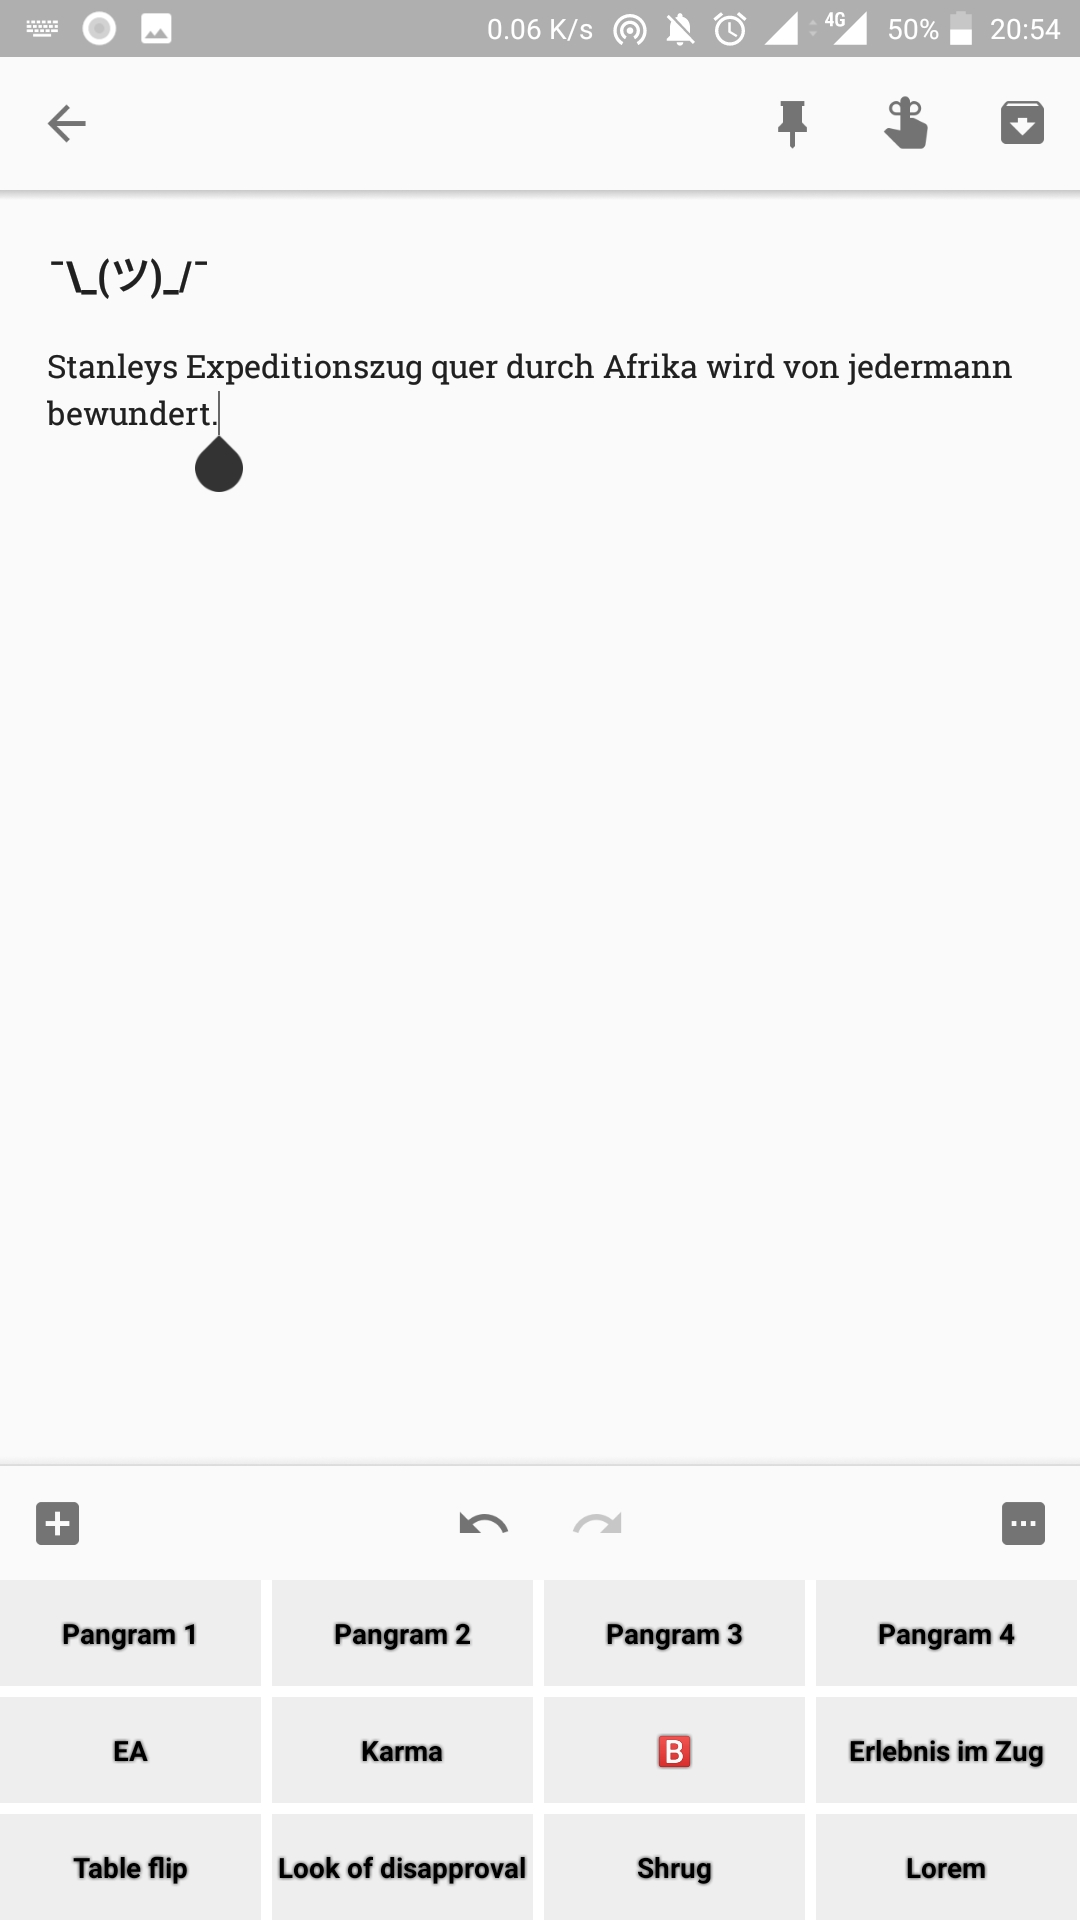 0.06 K/s 4G 50% 20:54
¯\_(ツ)_/¯
Stanleys Expeditionszug quer durch Afrika wird von jedermann
bewundert.
Pangram 1 Pangram 2 Pangram 3 Pangram 4
EA Karma 🅱 Erlebnis im Zug
Table flip Look of disapproval Shrug Lorem